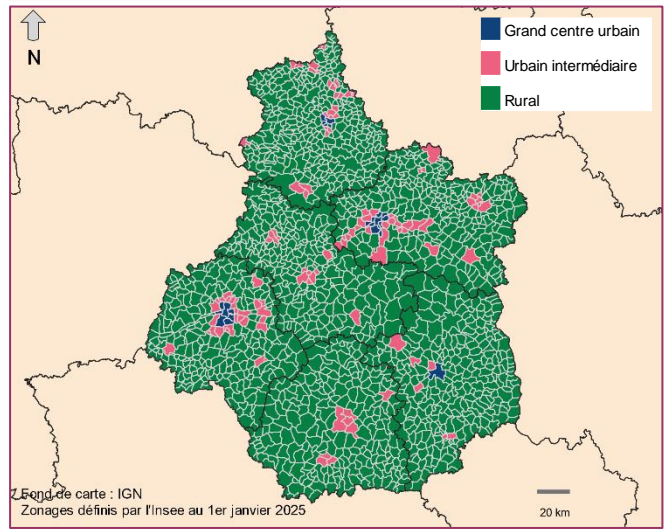 N
Grand centre urbain
Urbain intermédiaire
Rural
Fond de carte : IGN
Zonages définis par l'Insee au 1er janvier 2025
20 km